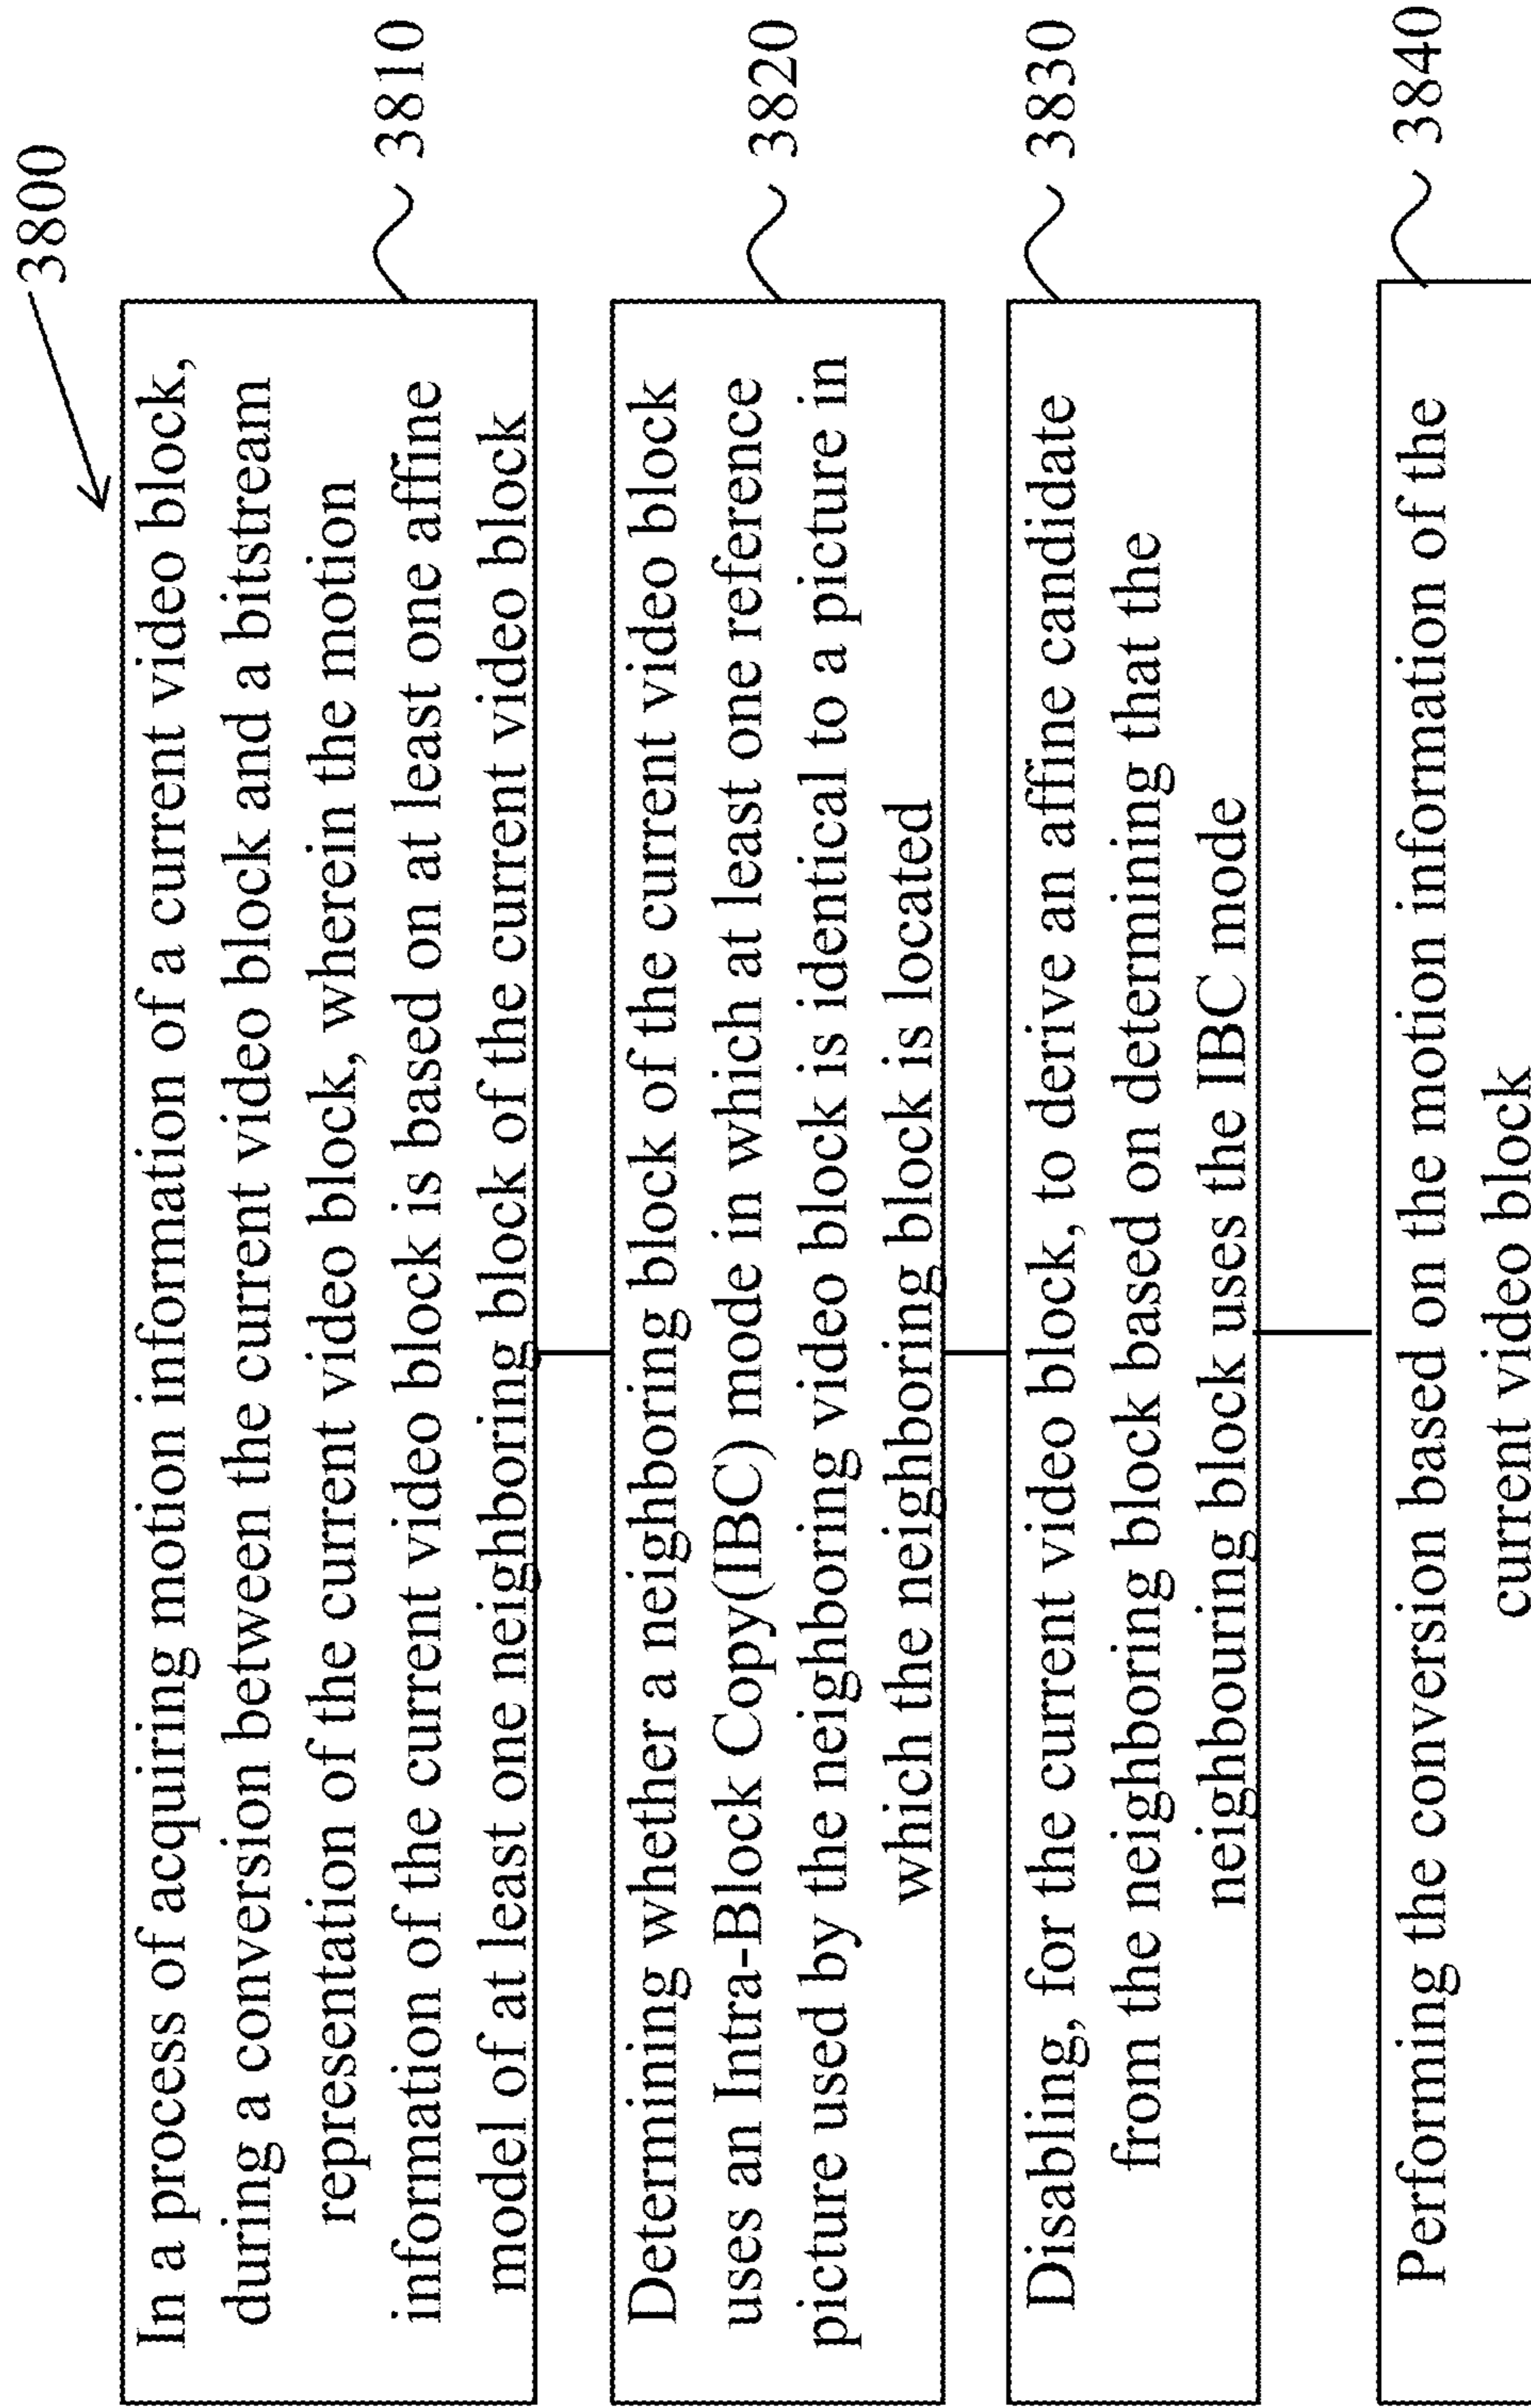 3800
In a process of acquiring motion information of a current video block,
during a conversion between the current video block and a bitstream
representation of the current video block, wherein the motion
information of the current video block is based on at least one affine
model of at least one neighboring block of the current video block
3810
Determining whether a neighboring block of the current video block
uses an Intra-Block Copy(IBC) mode in which at least one reference
picture used by the neighboring video block is identical to a picture in
which the neighboring block is located
3820
Disabling, for the current video block, to derive an affine candidate
from the neighboring block based on determining that the
neighbouring block uses the IBC mode
3830
Performing the conversion based on the motion information of the
current video block
3840